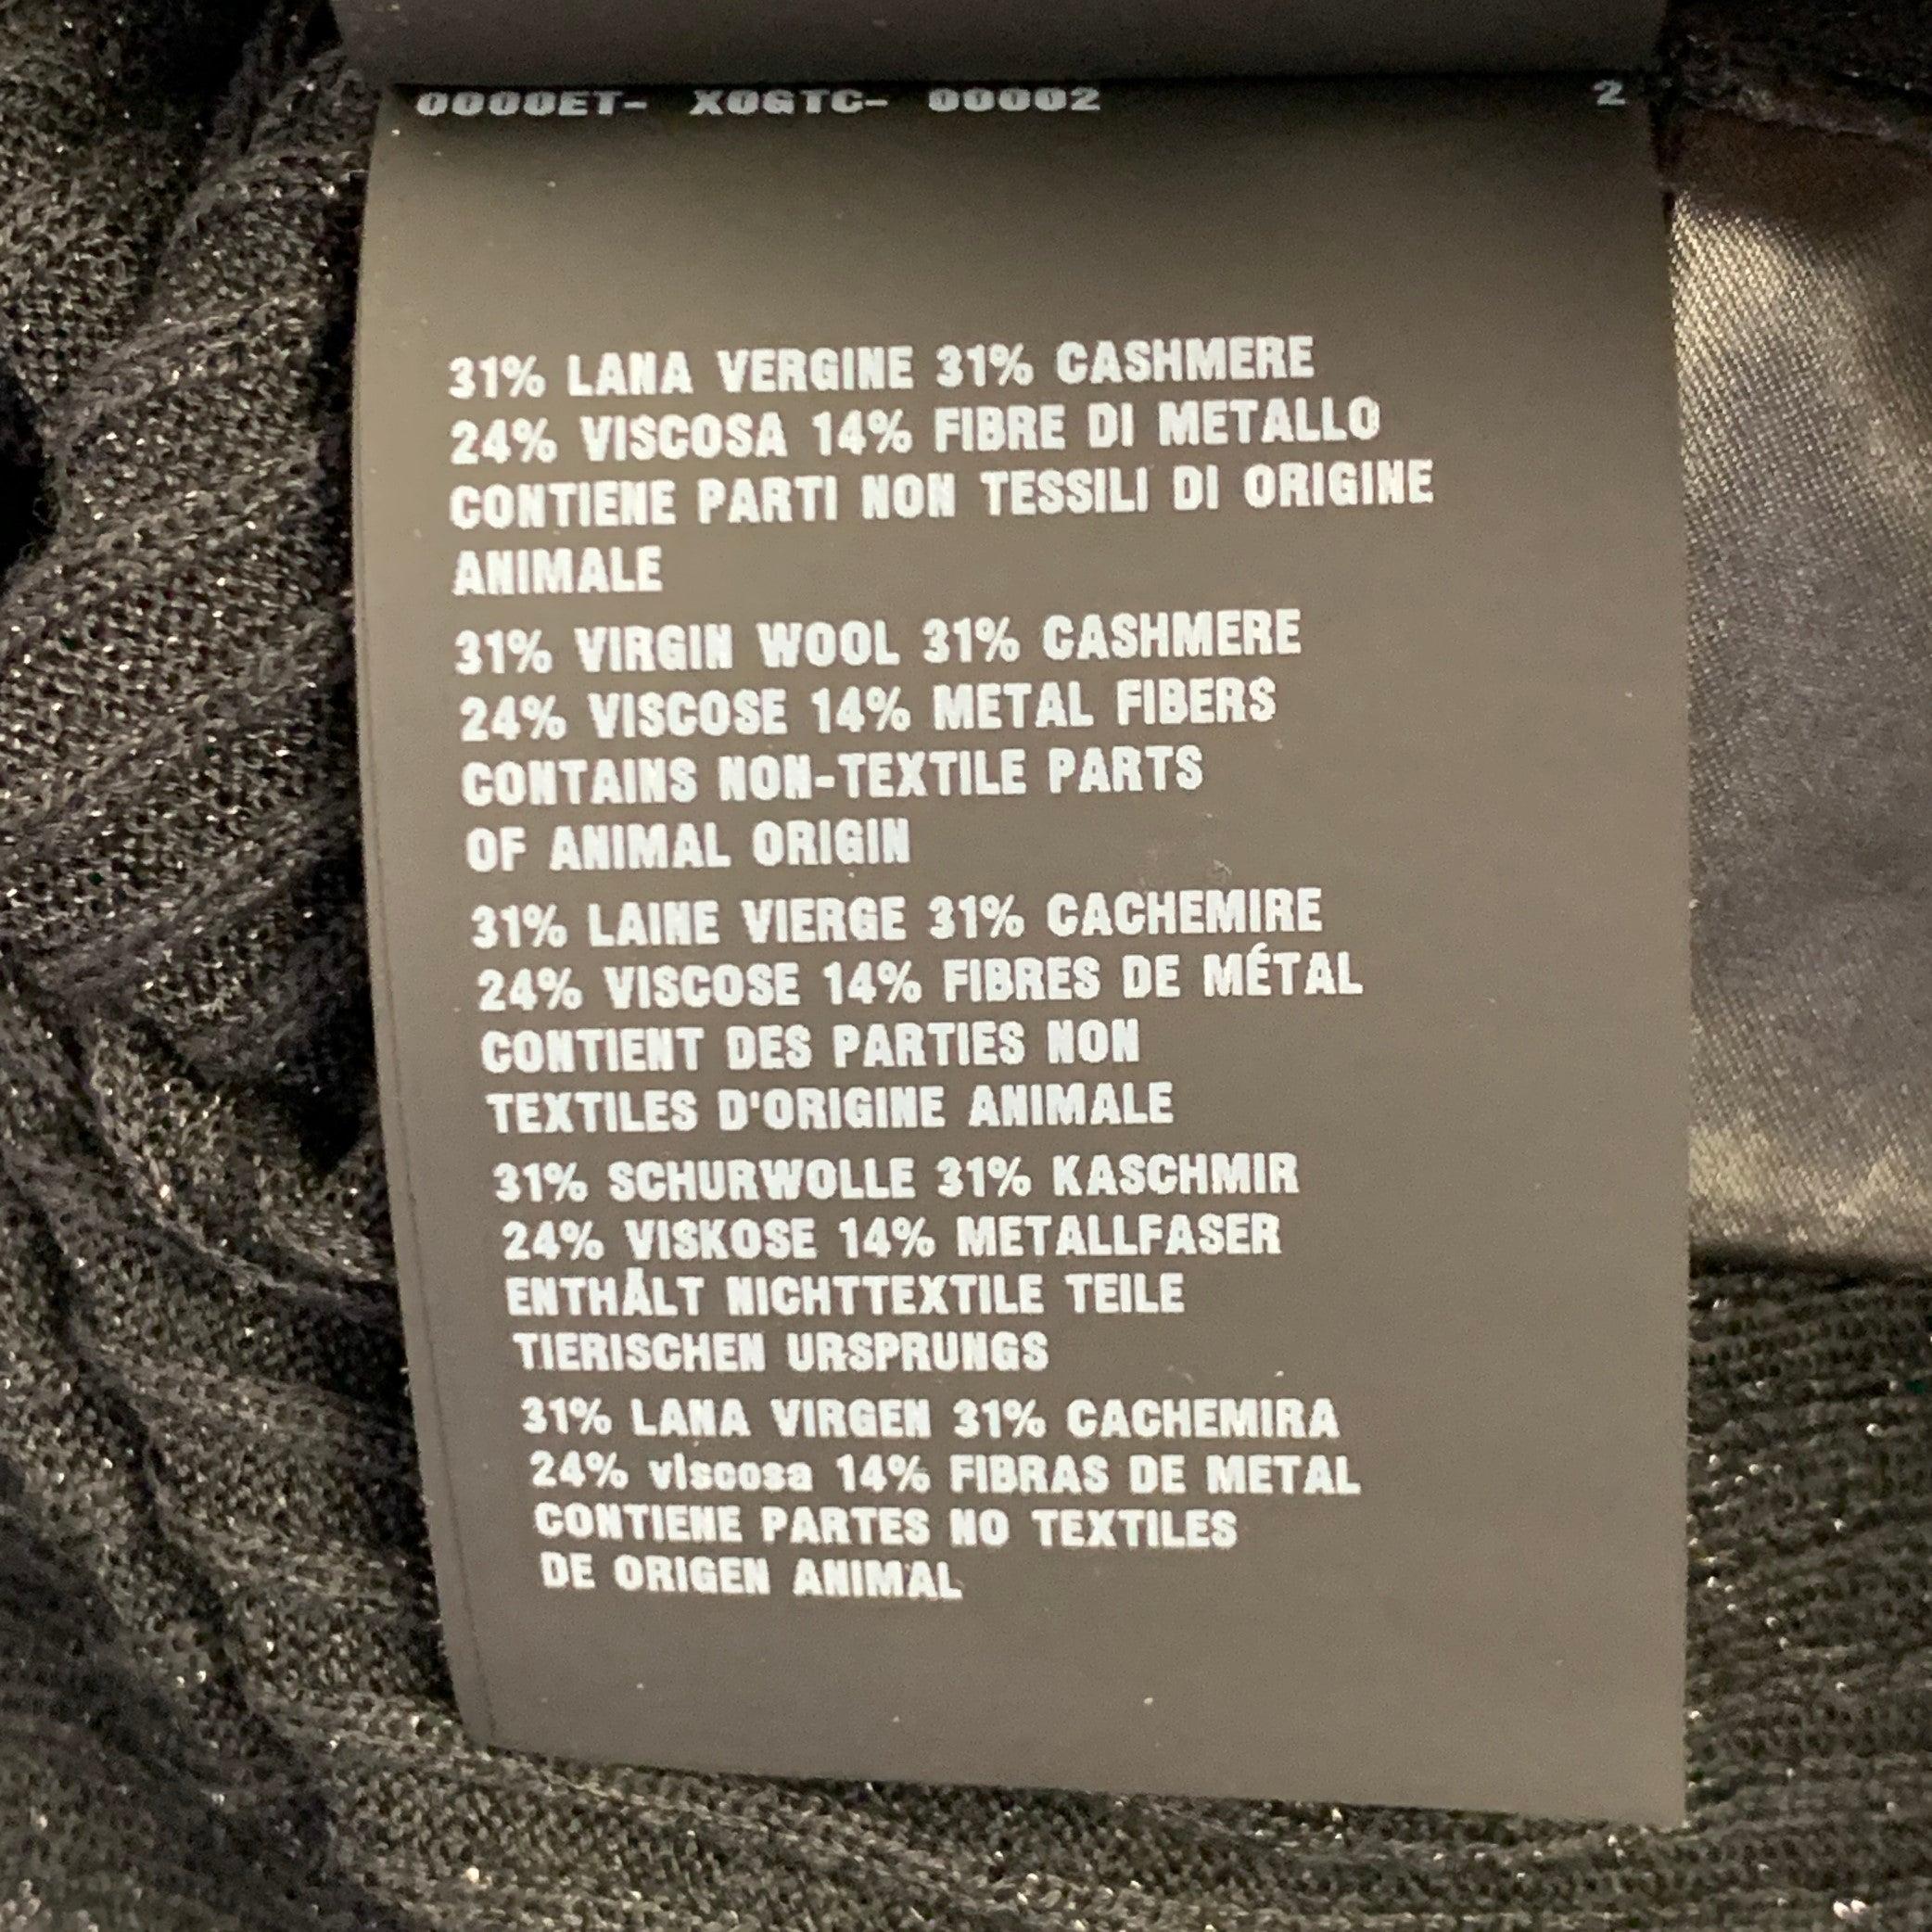 0000ET- X0GTC- 00002 2
31% LANA VERGINE 31% CASHMERE
24% VISCOSA 14% FIBRE DI METALLO
CONTIENE PARTI NON TESSILI DI ORIGINE
ANIMALE
31% VIRGIN WOOL 31% CASHMERE
24% VISCOSE 14% METAL FIBERS
CONTAINS NON-TEXTILE PARTS
OF ANIMAL ORIGIN
31% LAINE VIERGE 31% CACHEMIRE
24% VISCOSE 14% FIBRES DE MÉTAL
CONTIENT DES PARTIES NON
TEXTILES D'ORIGINE ANIMALE
31% SCHURWOLLE 31% KASCHMIR
24% VISKOSE 14% METALLFASER
ENTHÄLT NICHTTEXTILE TEILE
TIERISCHEN URSPRUNGS
31% LANA VIRGEN 31% CACHEMIRA
24% viscosa 14% FIBRAS DE METAL
CONTIENE PARTES NO TEXTILES
DE ORIGEN ANIMAL